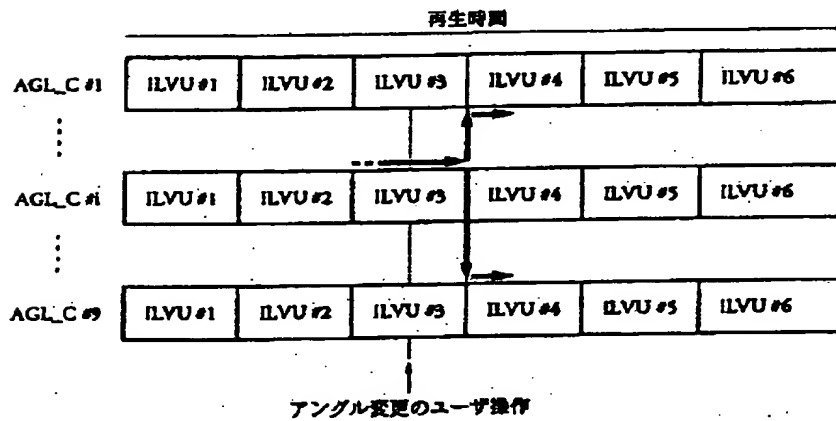 再生時間
AGL_C #1 ILVU #1 ILVU #2 ILVU #3 ILVU #4 ILVU #5 ILVU #6
AGL_C #i ILVU #1 ILVU #2 ILVU #3 ILVU #4 ILVU #5 ILVU #6
AGL_C #9 ILVU #1 ILVU #2 ILVU #3 ILVU #4 ILVU #5 ILVU #6
アングル変更のユーザ操作